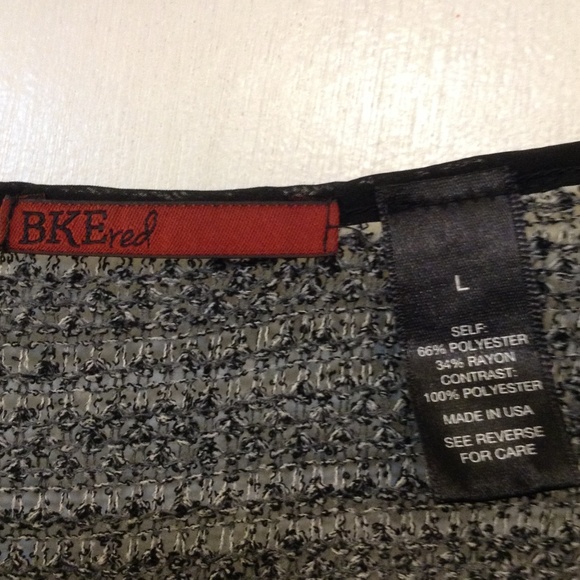 BKEred
L
SELF:
66% POLYESTER
34% RAYON
CONTRAST:
100% POLYESTER
MADE IN USA
SEE REVERSE
FOR CARE